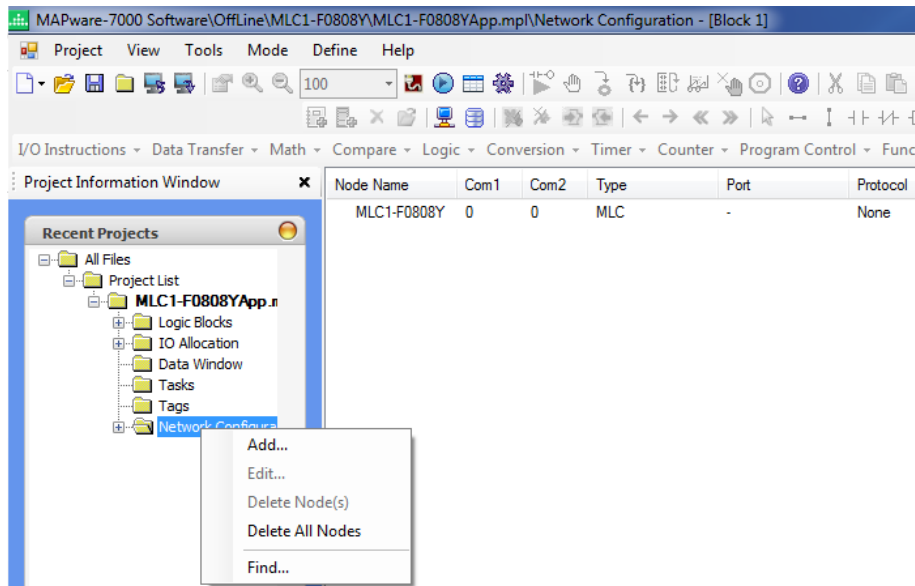 MAPware-7000 Software\OffLine\MLC1-F0808Y\MLC1-F0808YApp.mpl\Network Configuration - [Block 1]
Project View Tools Mode Define Help
100
I/O Instructions Data Transfer Math Compare Logic Conversion Timer Counter Program Control Func
Project Information Window
Node Name Com1 Com2 Type Port Protocol
MLC1-F0808Y 0 0 MLC - None
Recent Projects
All Files
Project List
MLC1-F0808YApp.
Logic Blocks
IO Allocation
Data Window
Tasks
Tags
Network Configura
Add...
Edit...
Delete Node(s)
Delete All Nodes
Find...